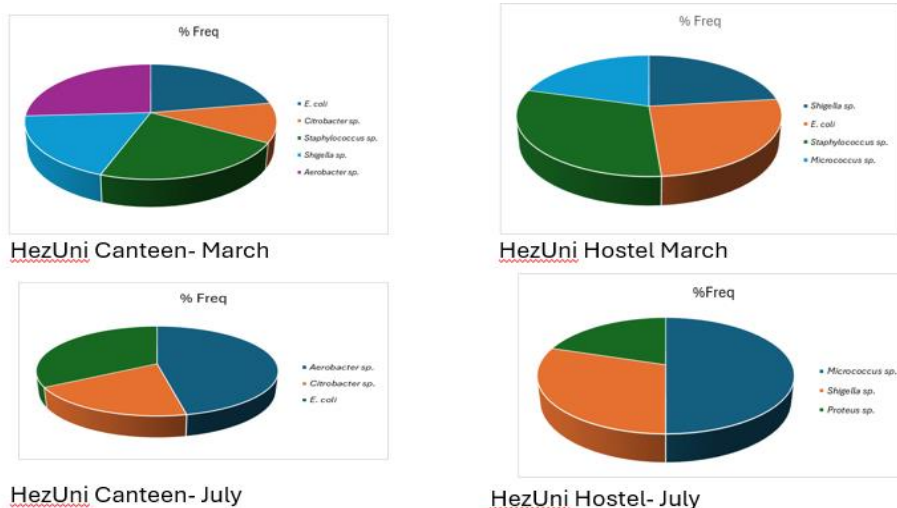 % Freq
E. coli
Citrobacter sp.
Staphylococcus sp.
Shigella sp.
Aerobacter sp.
HezUni Canteen- March
% Freq
Shigella sp.
E. coli
Staphylococcus sp.
Micrococcus sp.
HezUni Hostel March
% Freq
Aerobacter sp.
Citrobacter sp.
E. coli
HezUni Canteen- July
%Freq
Micrococcus sp.
Shigella sp.
Proteus sp.
HezUni Hostel- July